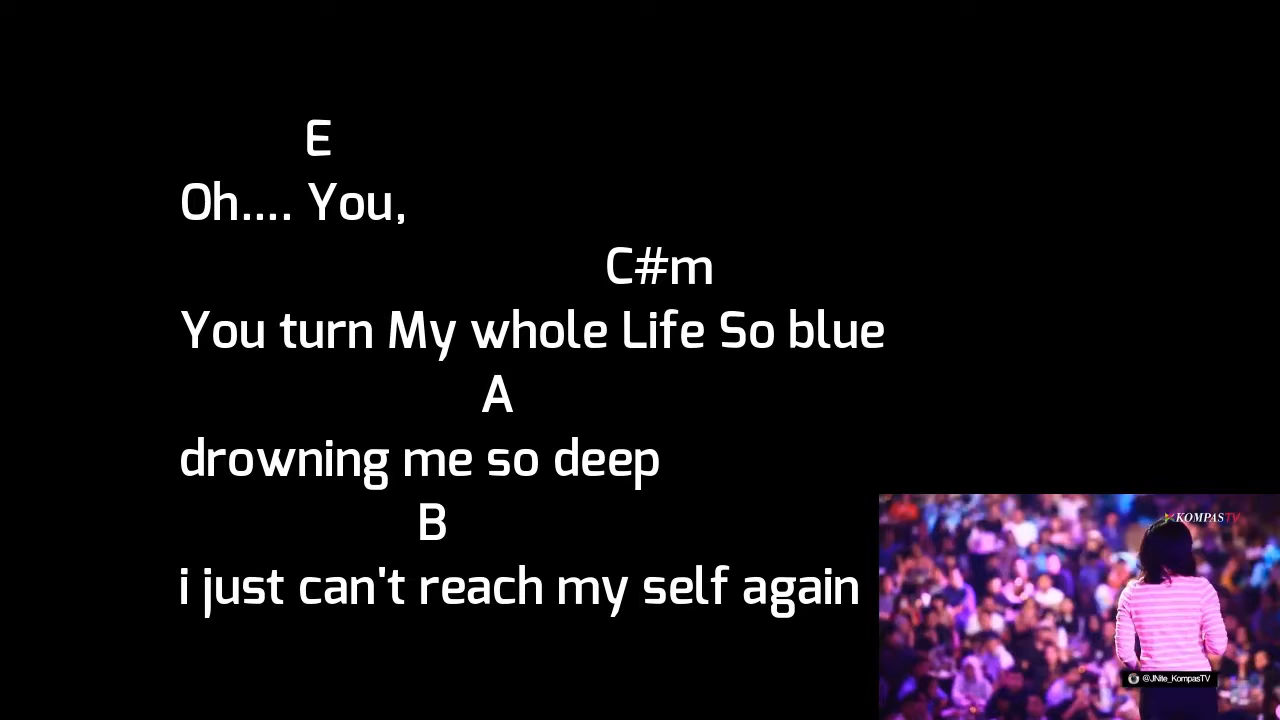 E
Oh.... You,
C#m
You turn My whole Life So blue
A
drowning me so deep
B
i just can't reach my self again
KOMPASTV
@JNite_KompasTV